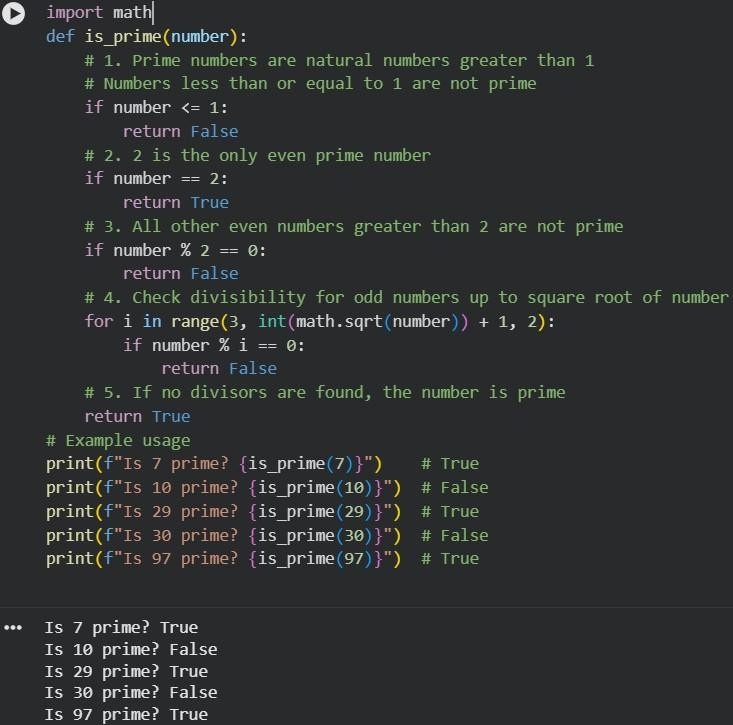 import math
def is_prime(number):
    # 1. Prime numbers are natural numbers greater than 1
    # Numbers less than or equal to 1 are not prime
    if number <= 1:
        return False
    # 2. 2 is the only even prime number
    if number == 2:
        return True
    # 3. All other even numbers greater than 2 are not prime
    if number % 2 == 0:
        return False
    # 4. Check divisibility for odd numbers up to square root of number
    for i in range(3, int(math.sqrt(number)) + 1, 2):
        if number % i == 0:
            return False
    # 5. If no divisors are found, the number is prime
    return True
# Example usage
print(f"Is 7 prime? {is_prime(7)}")    # True
print(f"Is 10 prime? {is_prime(10)}")  # False
print(f"Is 29 prime? {is_prime(29)}")  # True
print(f"Is 30 prime? {is_prime(30)}")  # False
print(f"Is 97 prime? {is_prime(97)}")  # True
Is 7 prime? True
Is 10 prime? False
Is 29 prime? True
Is 30 prime? False
Is 97 prime? True